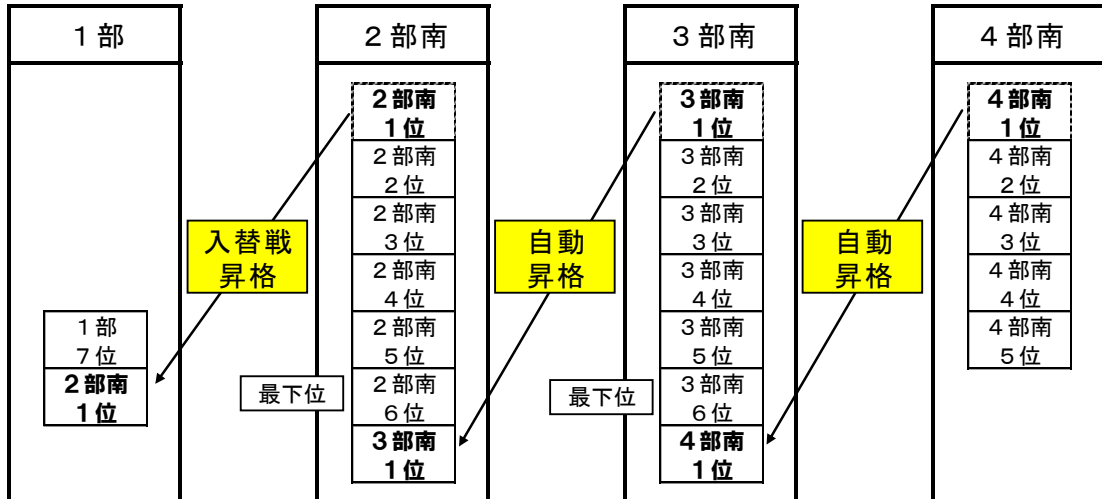 １部
２部南
３部南
４部南
１部
７位
２部南
１位
入替戦
昇格
２部南
１位
２部南
２位
２部南
３位
２部南
４位
２部南
５位
最下位
２部南
６位
３部南
１位
自動
昇格
３部南
１位
３部南
２位
３部南
３位
３部南
４位
３部南
５位
最下位
３部南
６位
４部南
１位
自動
昇格
４部南
１位
４部南
２位
４部南
３位
４部南
４位
４部南
５位